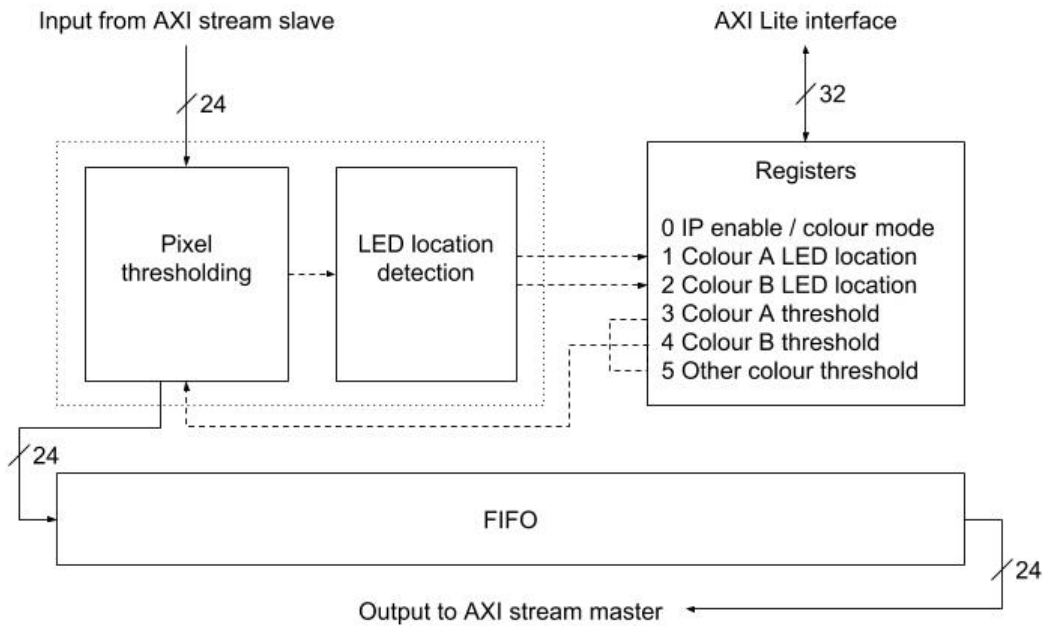 Input from AXI stream slave
AXI Lite interface
24
32
Pixel
thresholding
LED location
detection
Registers
0 IP enable / colour mode
1 Colour A LED location
2 Colour B LED location
3 Colour A threshold
4 Colour B threshold
5 Other colour threshold
24
FIFO
24
Output to AXI stream master